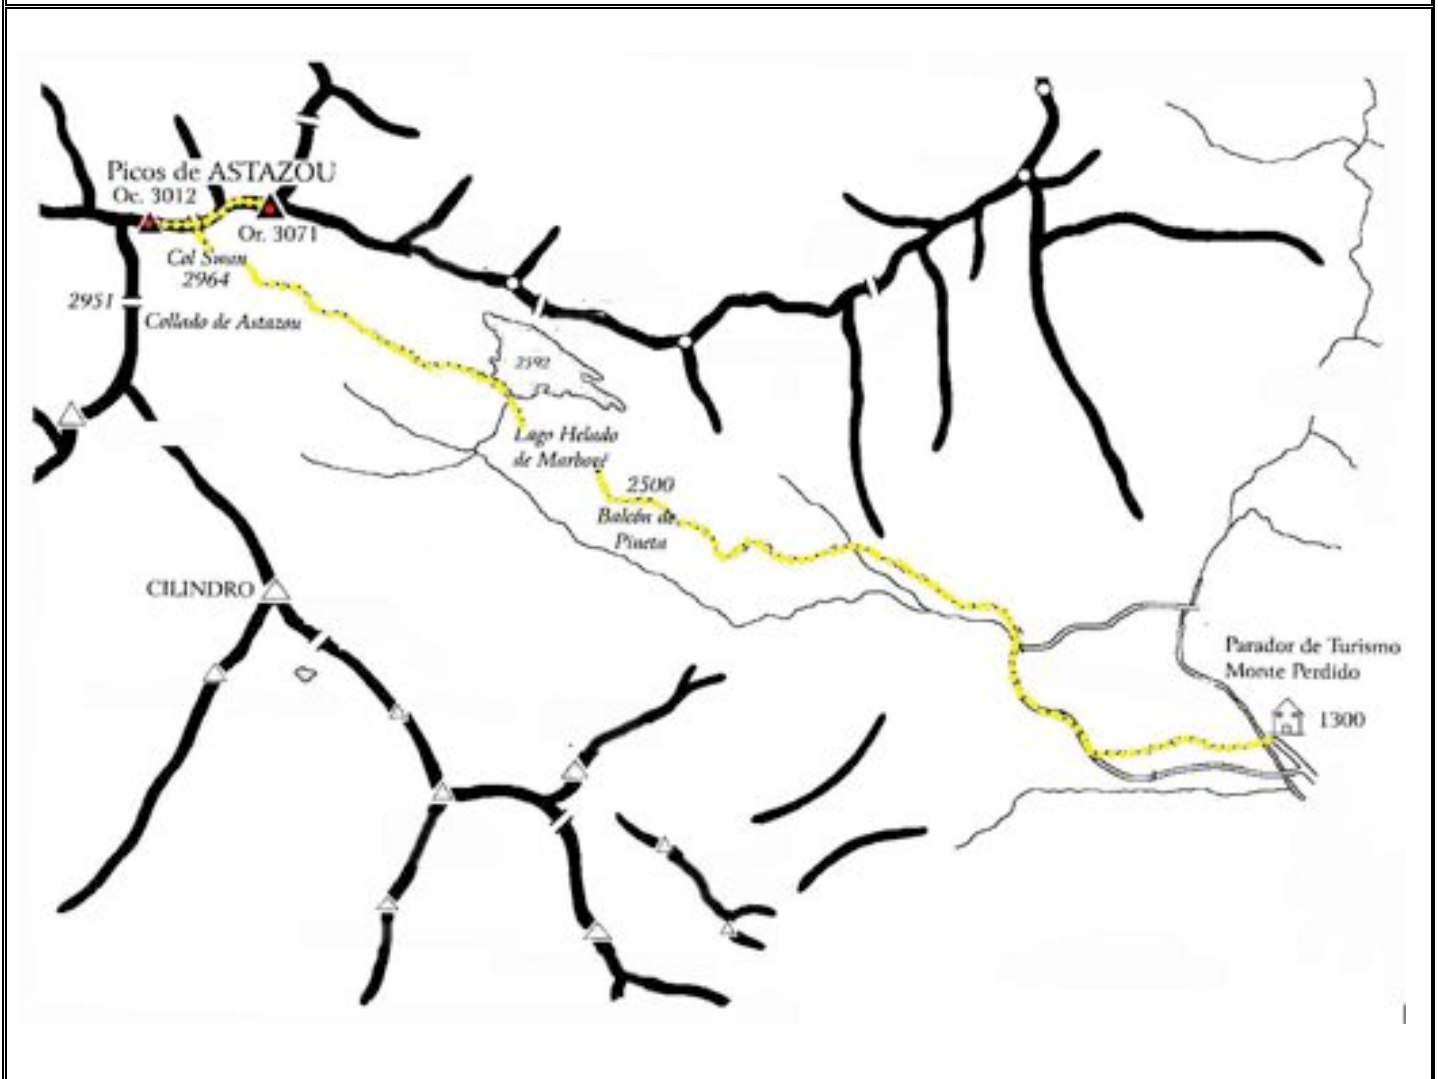 Picos de ASTAZOU
Oc. 3012
Or. 3071
Col Swan
2964
2951
Collado de Astazou
2592
Lago Helado
de Marboré
2500
Balcón de
Pineta
CILINDRO
Parador de Turismo
Monte Perdido
1300